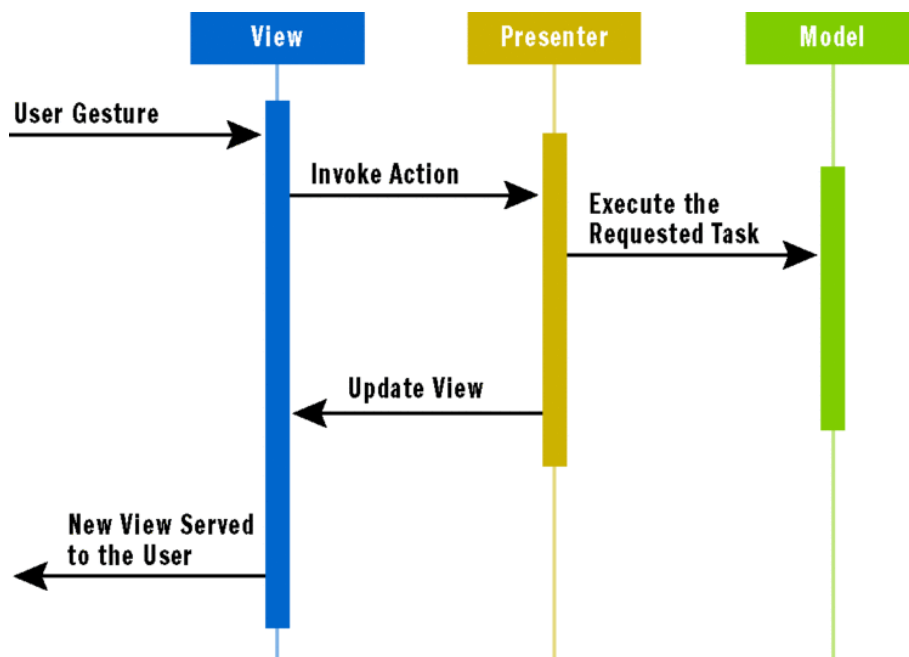 View
Presenter
Model
User Gesture
Invoke Action
Execute the
Requested Task
Update View
New View Served
to the User